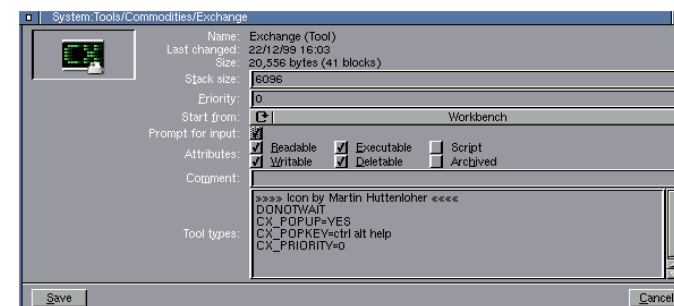 System:Tools/Commodities/Exchange
CX
Name: Exchange (Tool)
Last changed: 22/12/99 16:03
Size: 20,556 bytes (41 blocks)
Stack size: 6096
Priority: 0
Start from: Workbench
Prompt for input:
Attributes: Readable Executable Script
Writable Deletable Archived
Comment:
Tool types: »»»» Icon by Martin Huttenloher ««««
DONOTWAIT
CX_POPUP=YES
CX_POPKEY=ctrl alt help
CX_PRIORITY=0
Save Cancel